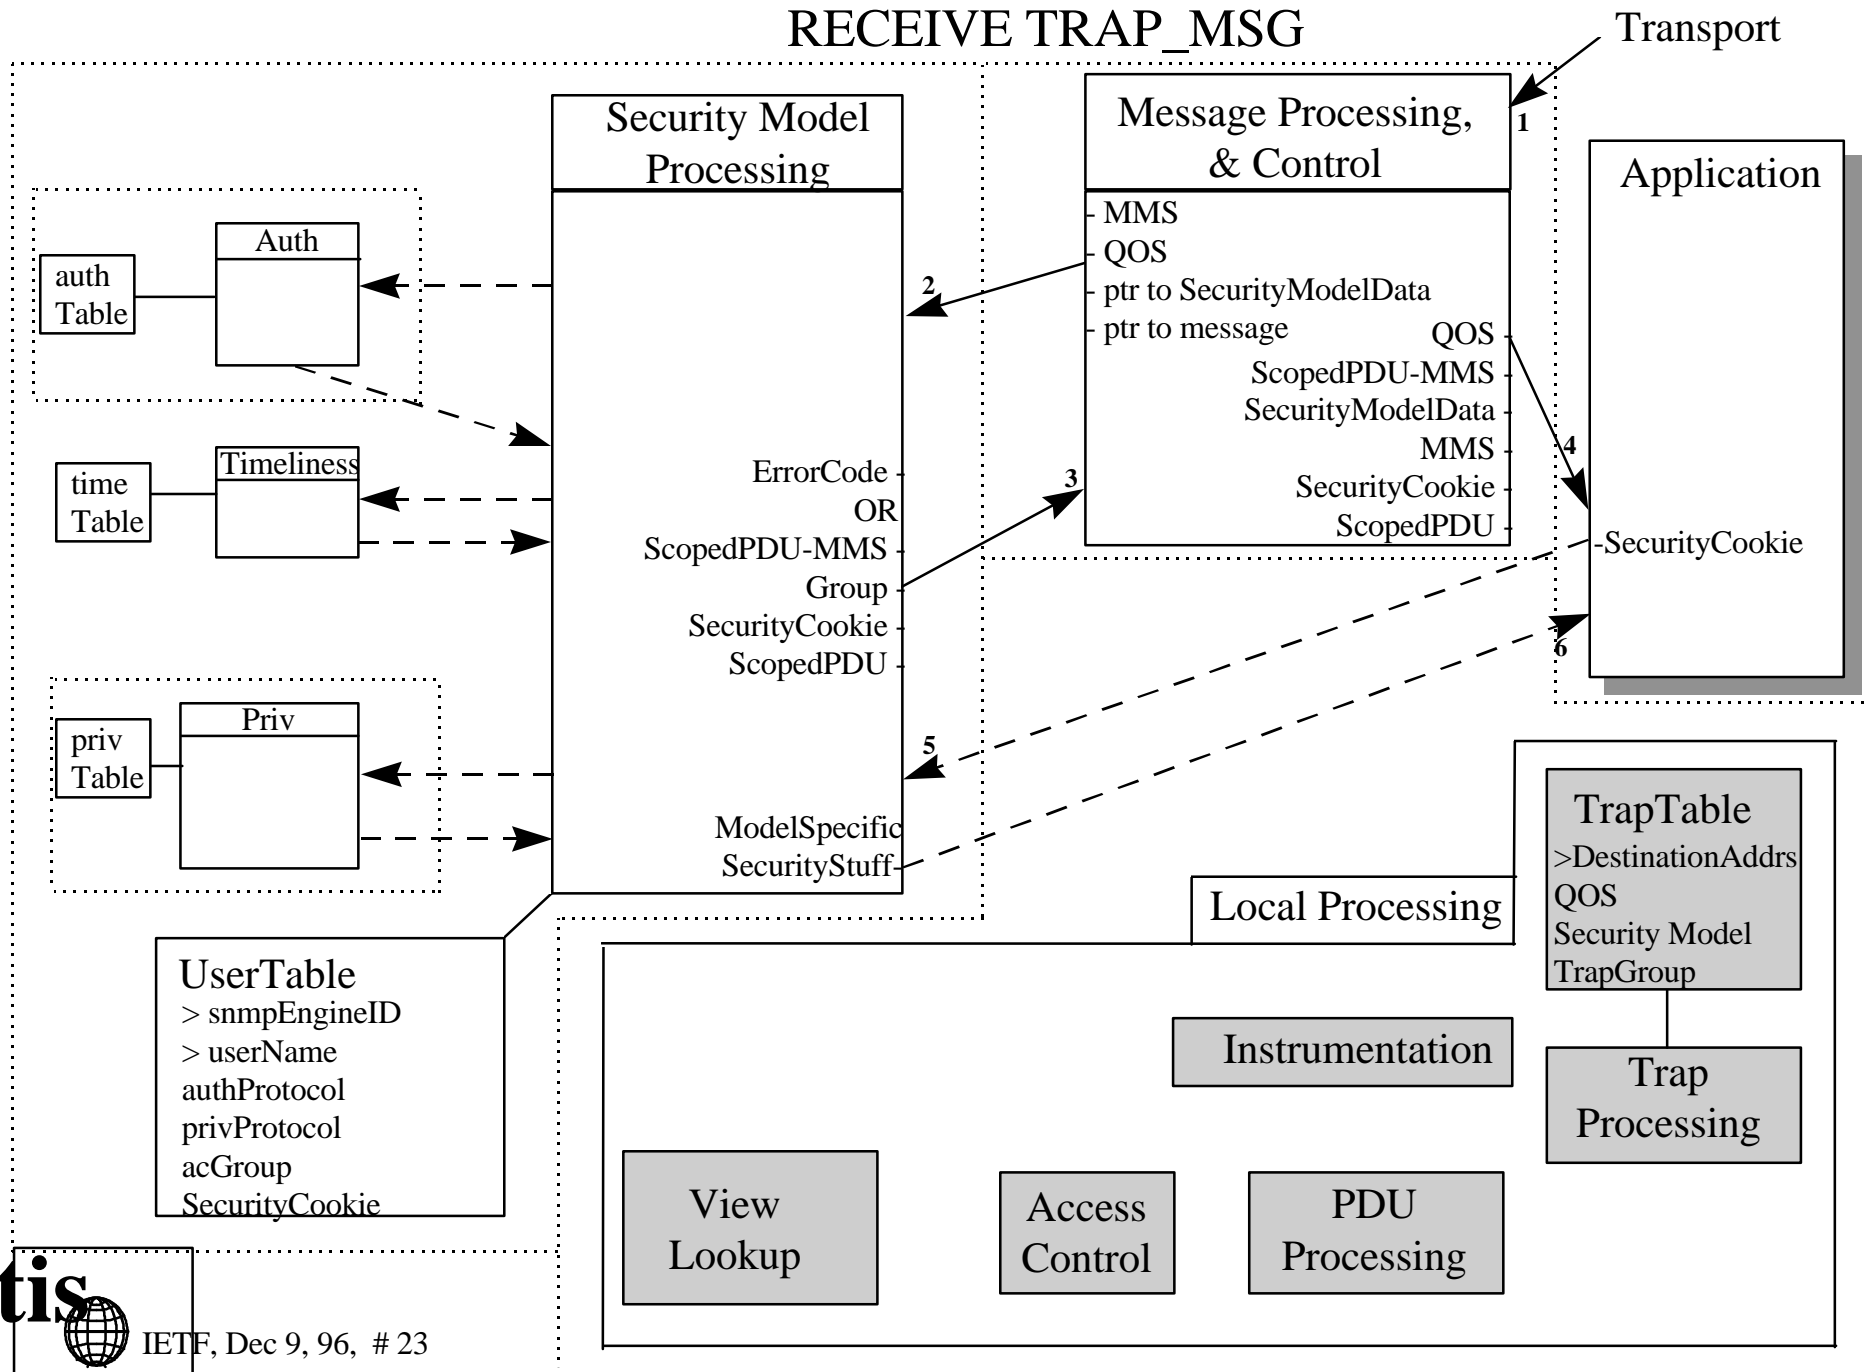 RECEIVE TRAP_MSG
Transport
1
Message Processing,
& Control
- MMS
- QOS
- ptr to SecurityModelData
- ptr to message
QOS -
ScopedPDU-MMS -
SecurityModelData -
MMS -
SecurityCookie -
ScopedPDU -
Security Model
Processing
2
3
ErrorCode -
OR
ScopedPDU-MMS -
Group -
SecurityCookie -
ScopedPDU -
5
ModelSpecific
SecurityStuff-
Application
4
-SecurityCookie
6
Auth
auth
Table
Timeliness
time
Table
Priv
priv
Table
UserTable
> snmpEngineID
> userName
authProtocol
privProtocol
acGroup
SecurityCookie
Local Processing
TrapTable
>DestinationAddrs
QOS
Security Model
TrapGroup
Instrumentation
Trap
Processing
View
Lookup
Access
Control
PDU
Processing
tis
IETF, Dec 9, 96, # 23